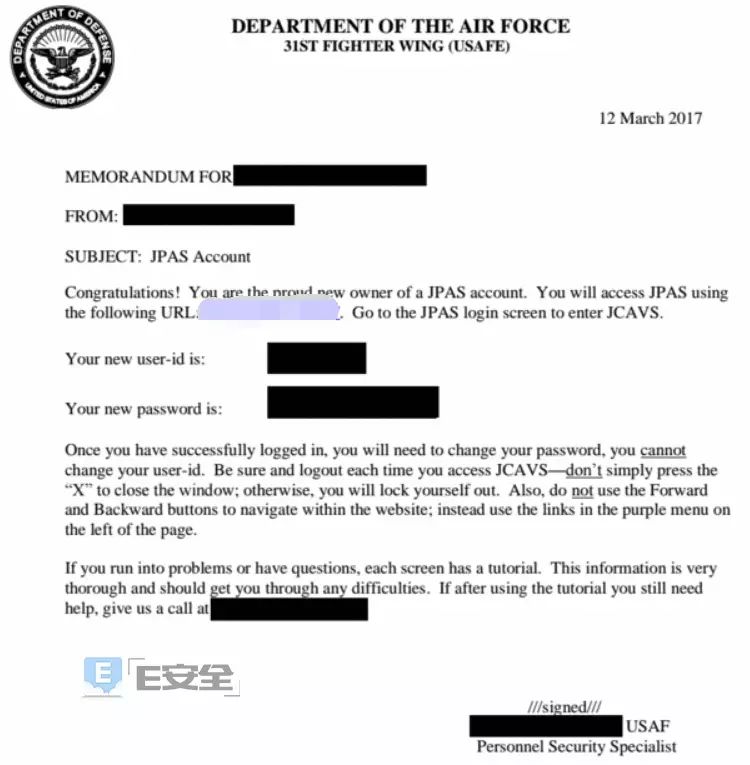 DEPARTMENT OF DEFENSE
UNITED STATES OF AMERICA
DEPARTMENT OF THE AIR FORCE
31ST FIGHTER WING (USAFE)
12 March 2017
MEMORANDUM FOR
FROM:
SUBJECT: JPAS Account
Congratulations! You are the proud new owner of a JPAS account. You will access JPAS using
the following URL: . Go to the JPAS login screen to enter JCAVS.
Your new user-id is:
Your new password is:
Once you have successfully logged in, you will need to change your password, you cannot
change your user-id. Be sure and logout each time you access JCAVS—don’t simply press the
“X” to close the window; otherwise, you will lock yourself out. Also, do not use the Forward
and Backward buttons to navigate within the website; instead use the links in the purple menu on
the left of the page.
If you run into problems or have questions, each screen has a tutorial. This information is very
thorough and should get you through any difficulties. If after using the tutorial you still need
help, give us a call at
E「E安全」
///signed///
USAF
Personnel Security Specialist